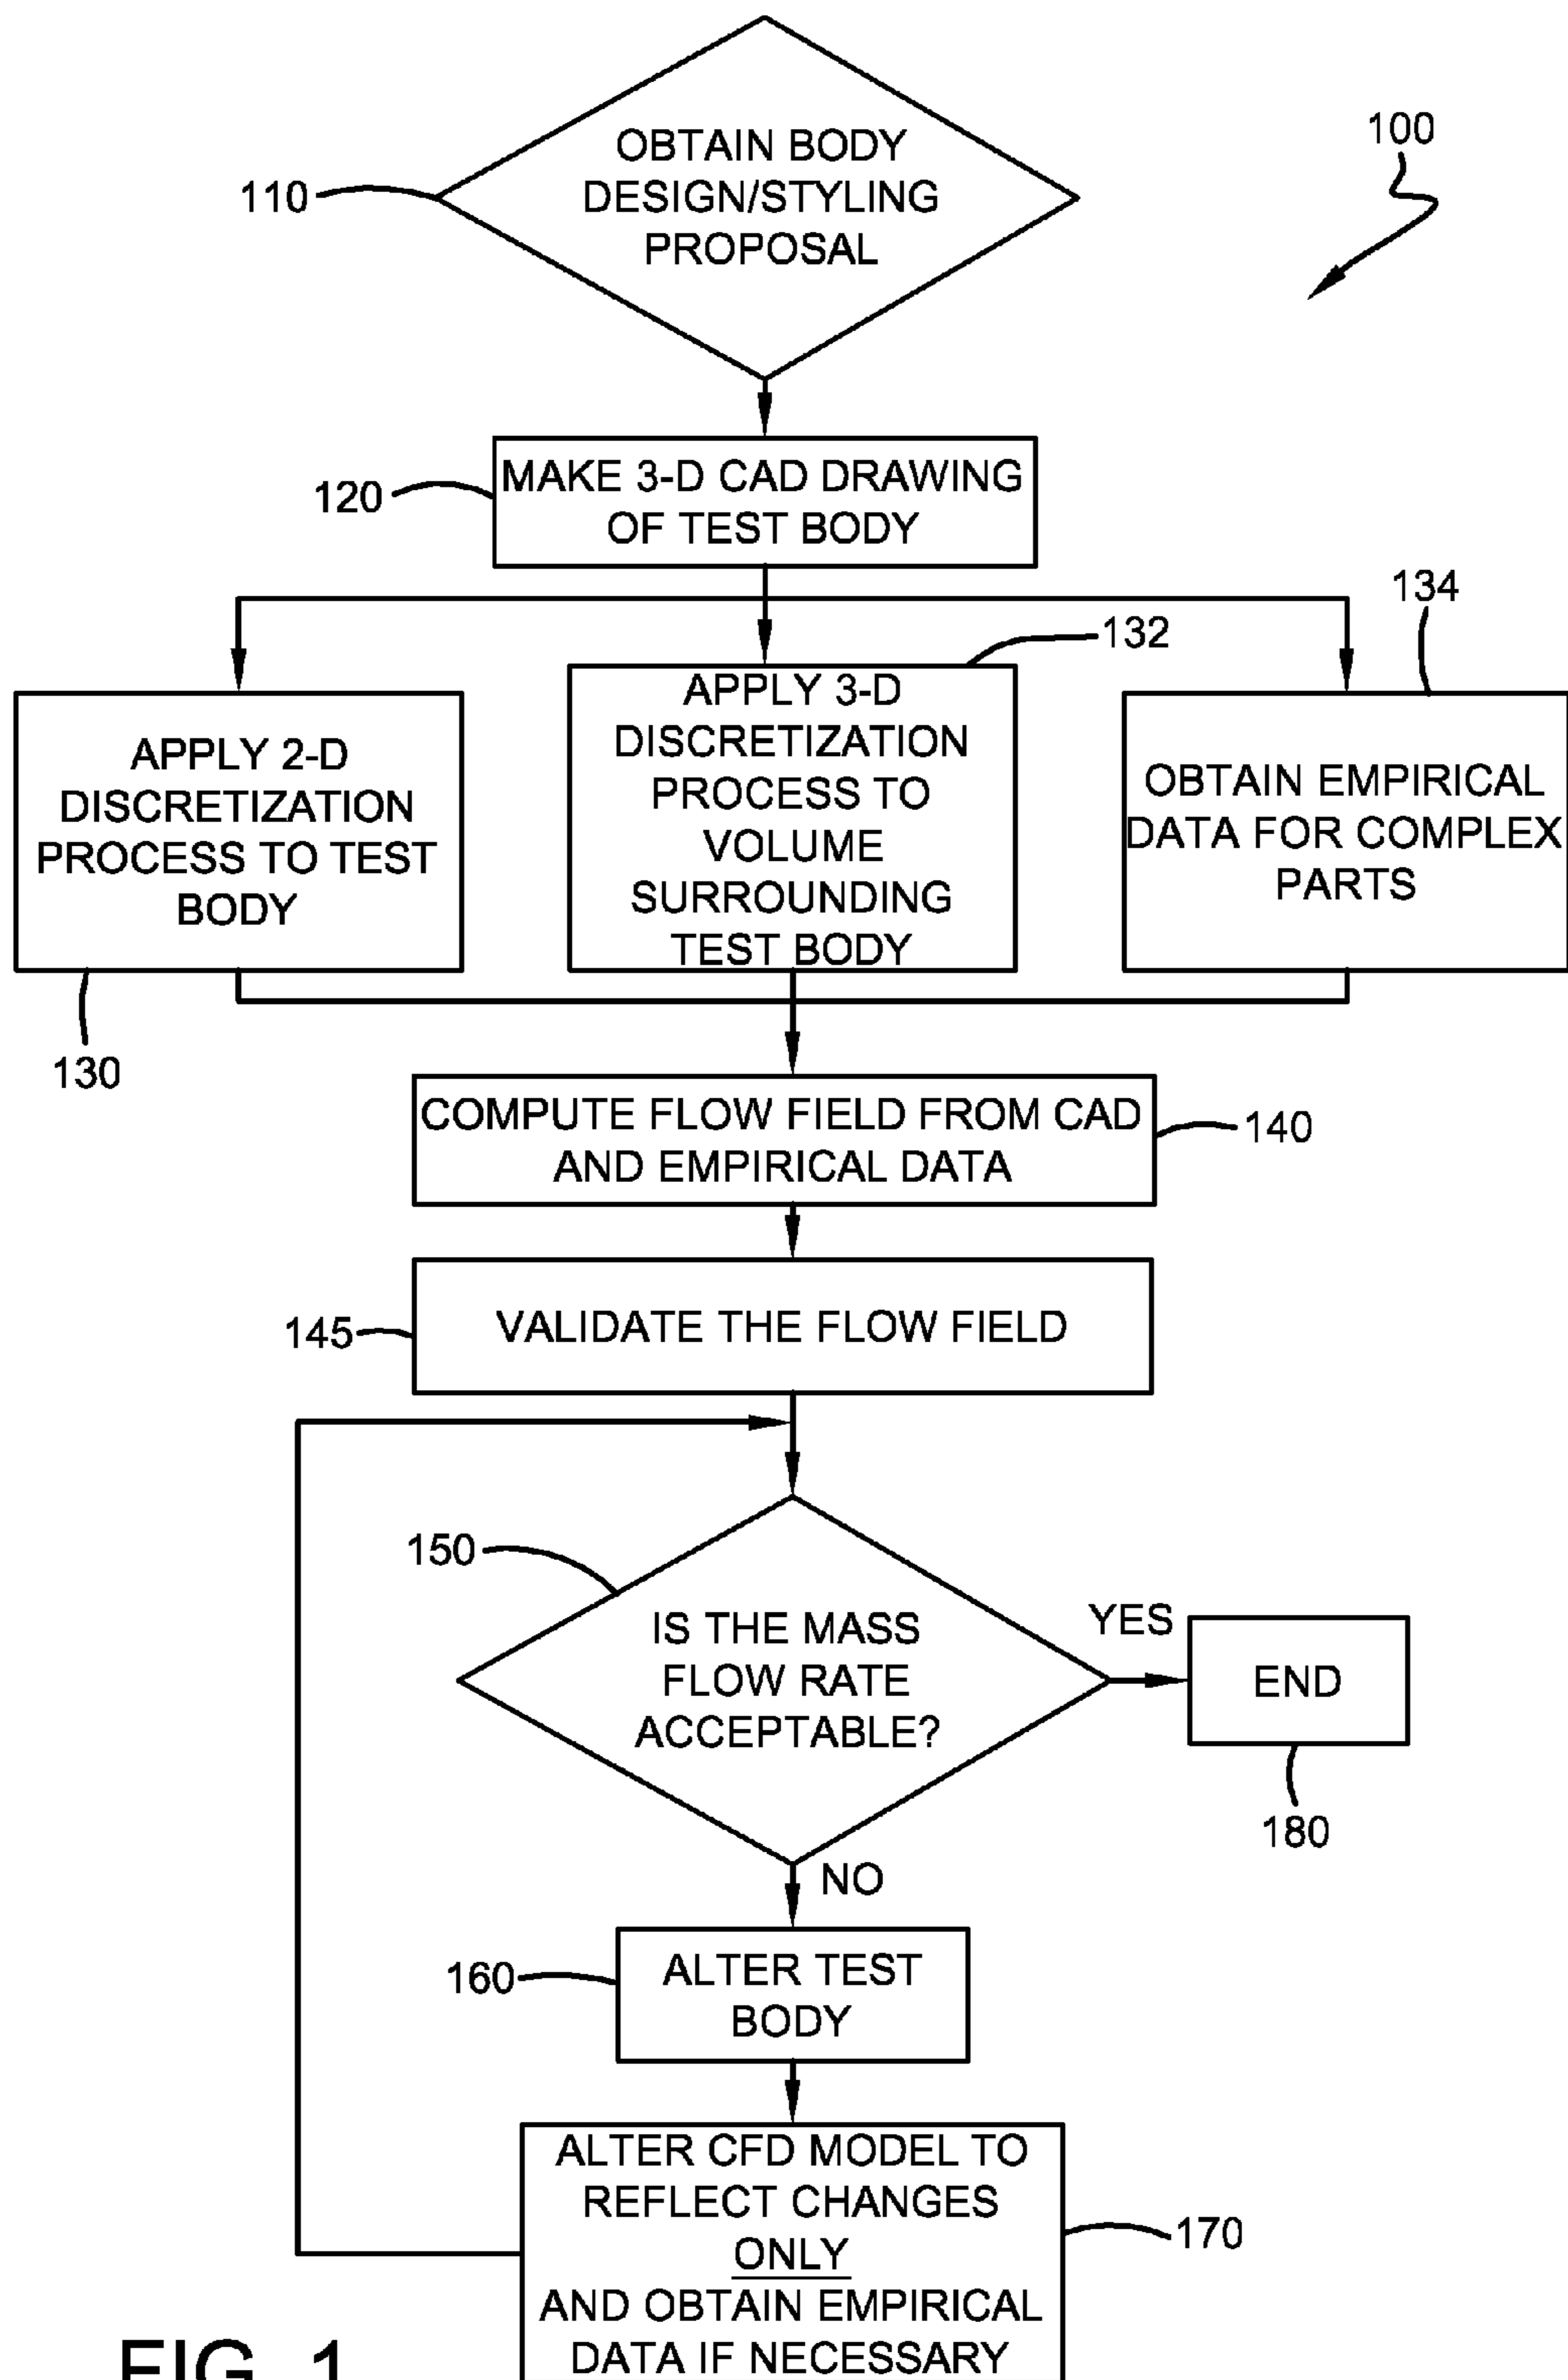 OBTAIN BODY
DESIGN/STYLING
PROPOSAL
110
100
MAKE 3-D CAD DRAWING
OF TEST BODY
120
134
132
APPLY 2-D
DISCRETIZATION
PROCESS TO TEST
BODY
130
APPLY 3-D
DISCRETIZATION
PROCESS TO
VOLUME
SURROUNDING
TEST BODY
OBTAIN EMPIRICAL
DATA FOR COMPLEX
PARTS
COMPUTE FLOW FIELD FROM CAD
AND EMPIRICAL DATA
140
VALIDATE THE FLOW FIELD
145
150
IS THE MASS
FLOW RATE
ACCEPTABLE?
YES
END
180
NO
160
ALTER TEST
BODY
ALTER CFD MODEL TO
REFLECT CHANGES
ONLY
AND OBTAIN EMPIRICAL
DATA IF NECESSARY
170
FIG. 1